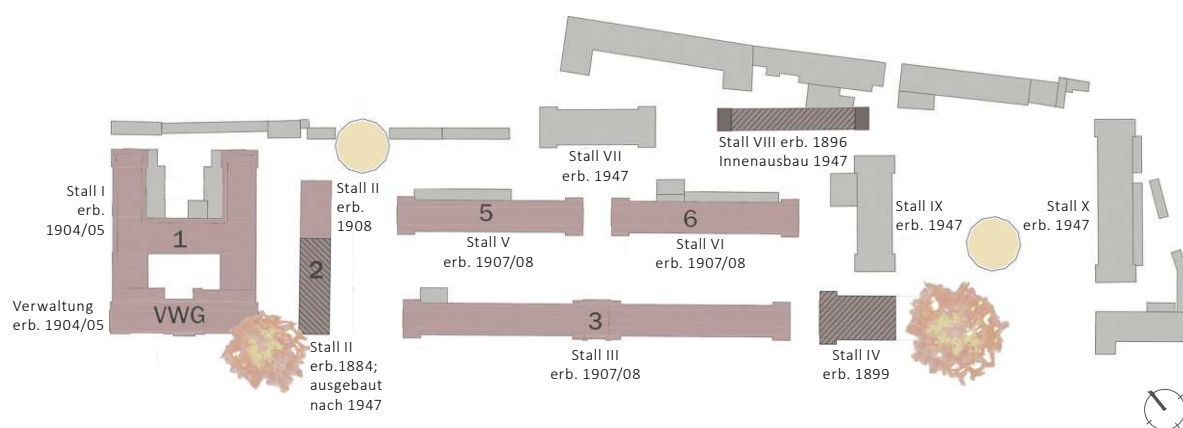 Stall VIII erb. 1896
Innenausbau 1947
Stall VII
erb. 1947
Stall I
erb.
1904/05
Stall II
erb.
1908
1
2
5
6
Stall V
erb. 1907/08
Stall VI
erb. 1907/08
Stall IX
erb. 1947
Stall X
erb. 1947
Verwaltung
erb. 1904/05
VWG
3
Stall II
erb.1884;
ausgebaut
nach 1947
Stall III
erb. 1907/08
Stall IV
erb. 1899